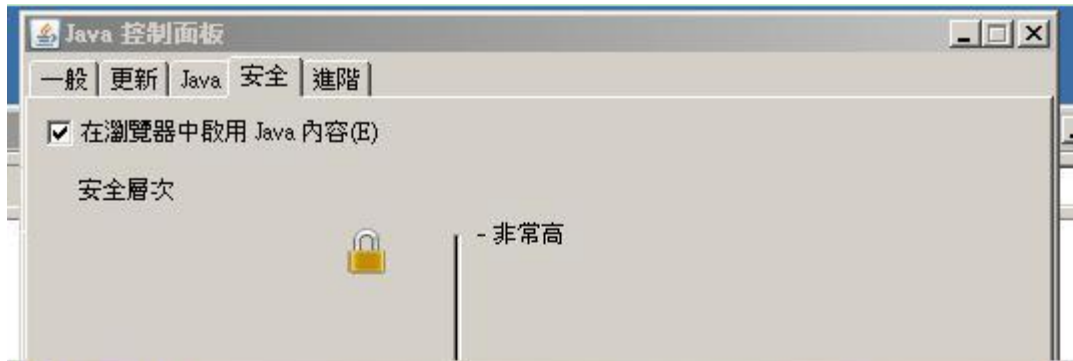 Java 控制面板
一般 更新 Java 安全 進階
在瀏覽器中啟用 Java 內容(E)
安全層次
- 非常高